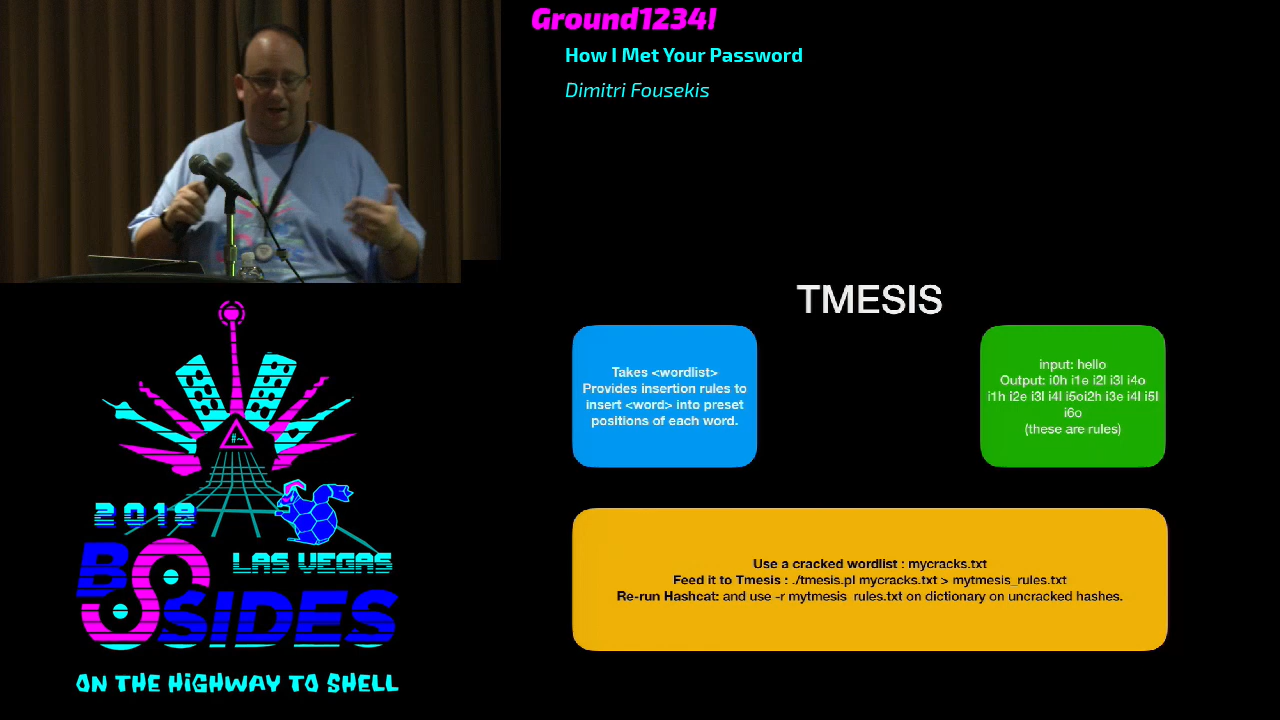 Ground1234!
How I Met Your Password
Dimitri Fousekis
TMESIS
Takes <wordlist>
Provides insertion rules to
insert <word> into preset
positions of each word.
input: hello
Output: i0h i1e i2l i3l i4o
i1h i2e i3l i4l i5oi2h i3e i4l i5l
i6o
(these are rules)
Use a cracked wordlist : mycracks.txt
Feed it to Tmesis : ./tmesis.pl mycracks.txt > mytmesis_rules.txt
Re-run Hashcat: and use -r mytmesis_rules.txt on dictionary on uncracked hashes.
#~
2018
BSIDES
LAS VEGAS
ON THE HIGHWAY TO SHELL